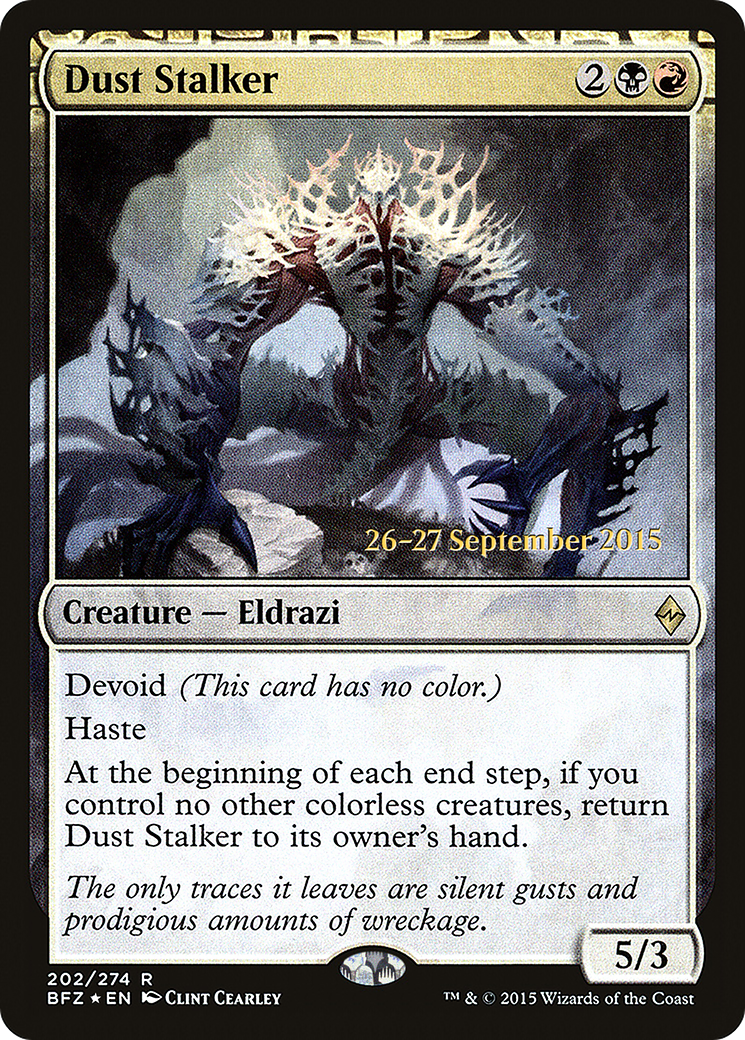 Dust Stalker
2
26–27 September 2015
Creature — Eldrazi
Devoid (This card has no color.)
Haste
At the beginning of each end step, if you
control no other colorless creatures, return
Dust Stalker to its owner's hand.
The only traces it leaves are silent gusts and
prodigious amounts of wreckage.
5/3
202/274 R
BFZ ★ EN Clint Cearley
™ & © 2015 Wizards of the Coast